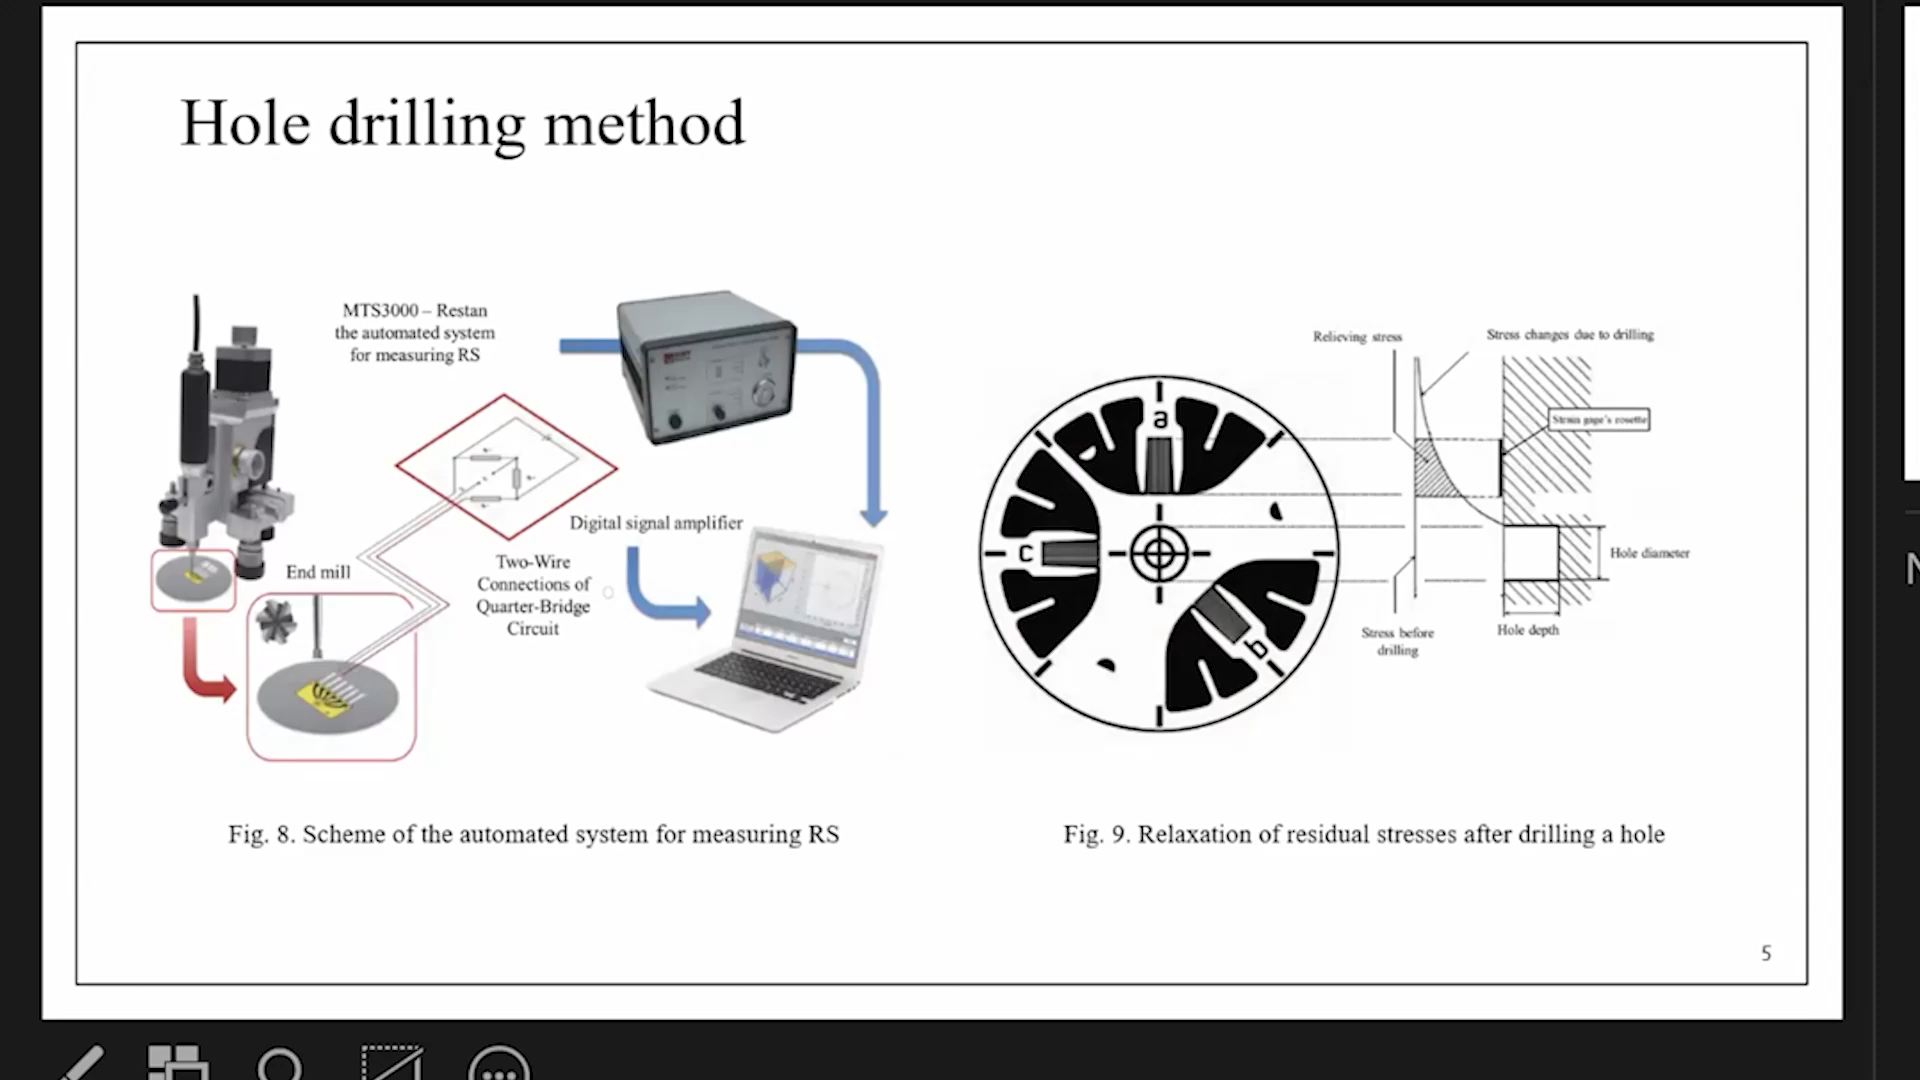 Hole drilling method
MTS3000 – Restan
the automated system
for measuring RS
Digital signal amplifier
Two-Wire
Connections of
Quarter-Bridge
Circuit
End mill
Fig. 8. Scheme of the automated system for measuring RS
Relieving stress
Stress changes due to drilling
Strain gage's rosette
a
c
b
Hole diameter
Stress before
drilling
Hole depth
Fig. 9. Relaxation of residual stresses after drilling a hole
5
N